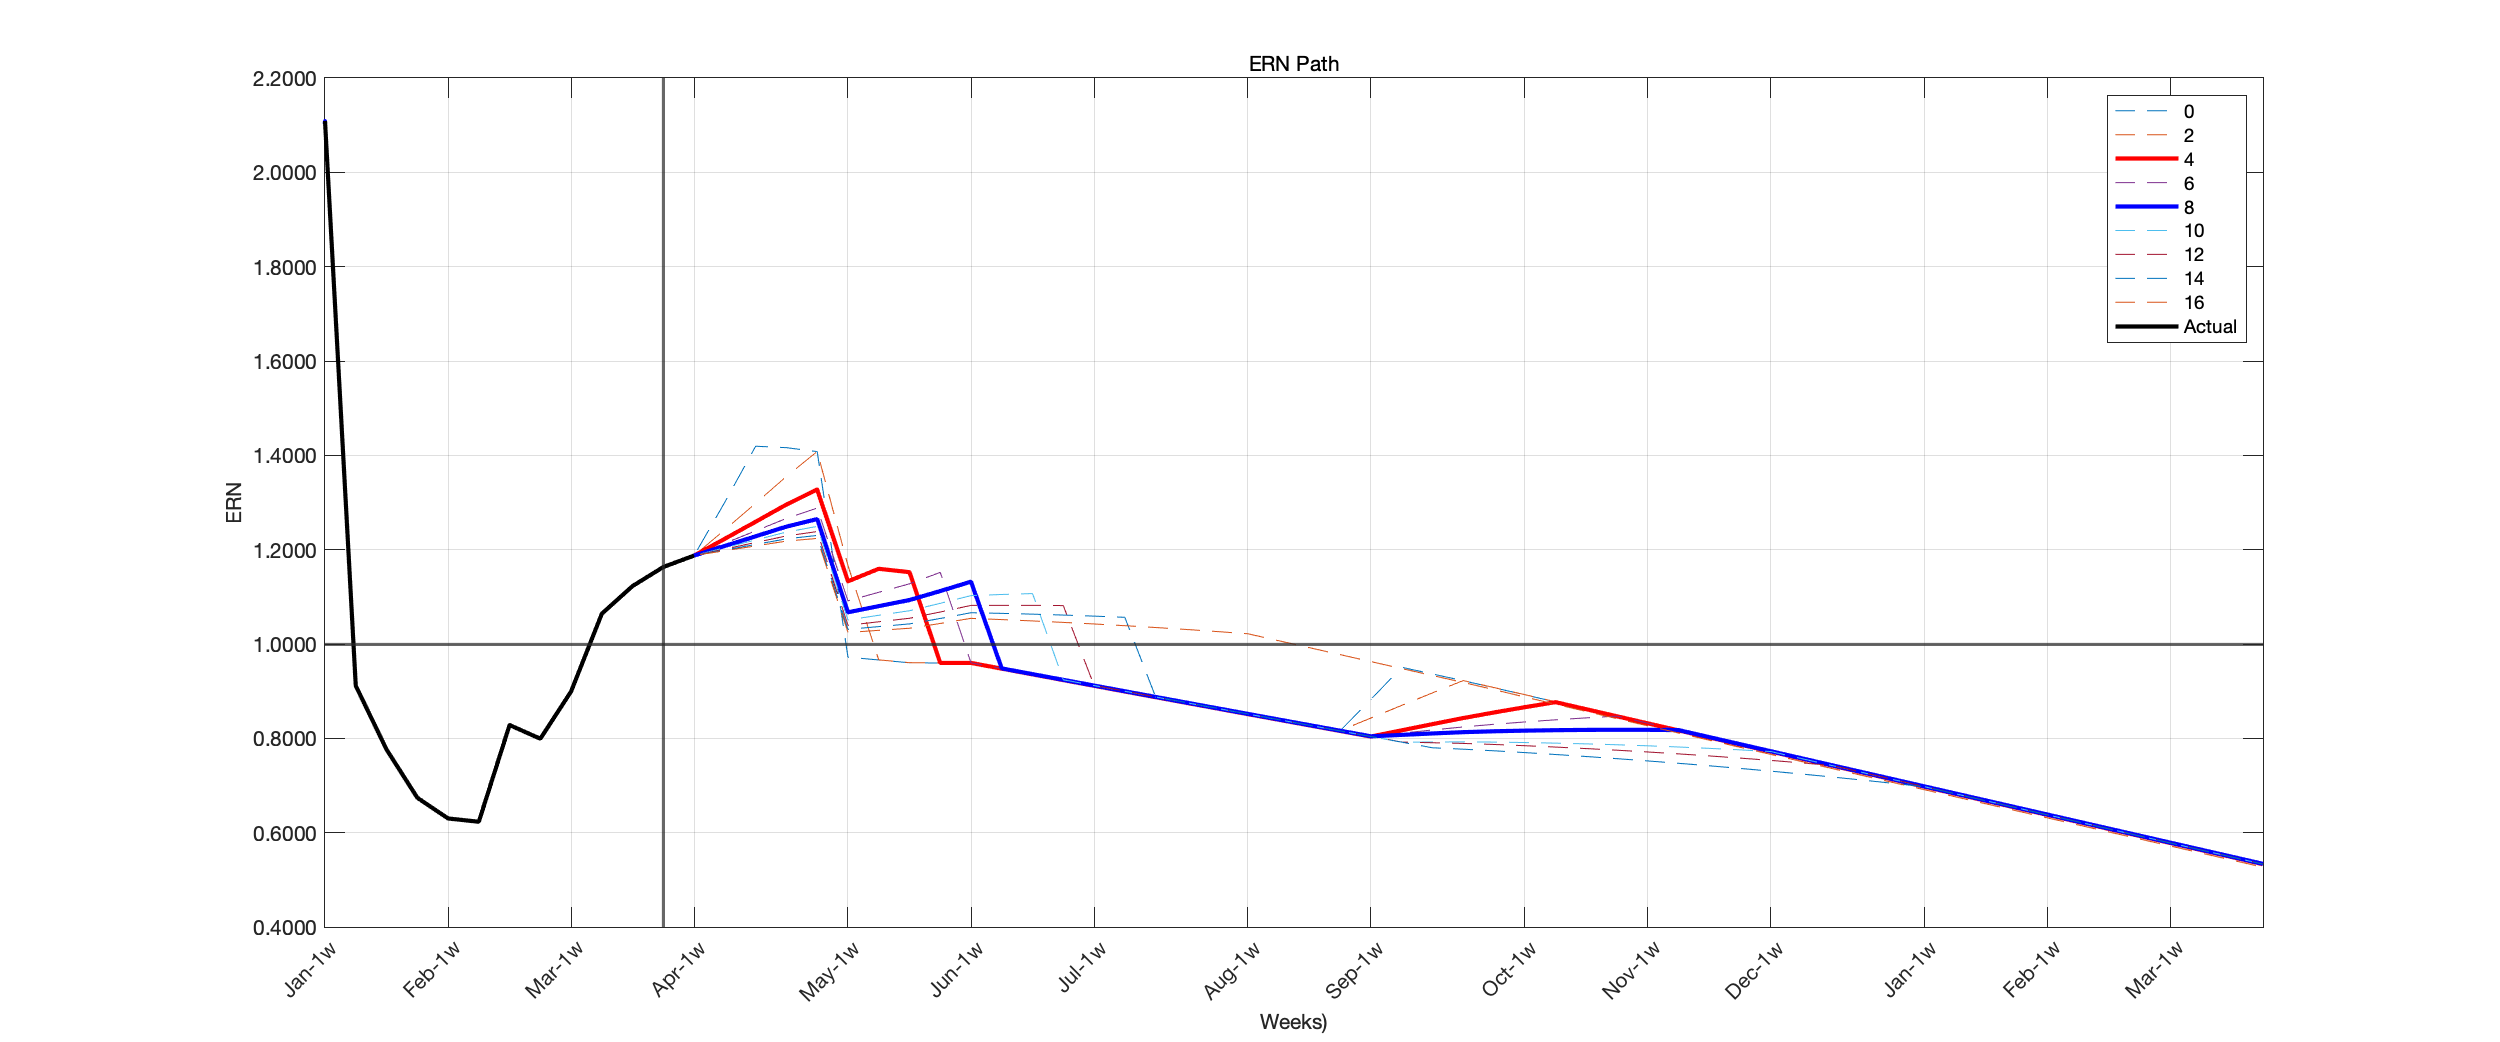 ERN Path
2.2000
2.0000
1.8000
1.6000
1.4000
1.2000
1.0000
0.8000
0.6000
0.4000
ERN
0
2
4
6
8
10
12
14
16
Actual
Jan-1w
Feb-1w
Mar-1w
Apr-1w
May-1w
Jun-1w
Jul-1w
Aug-1w
Sep-1w
Oct-1w
Nov-1w
Dec-1w
Jan-1w
Feb-1w
Mar-1w
Weeks)